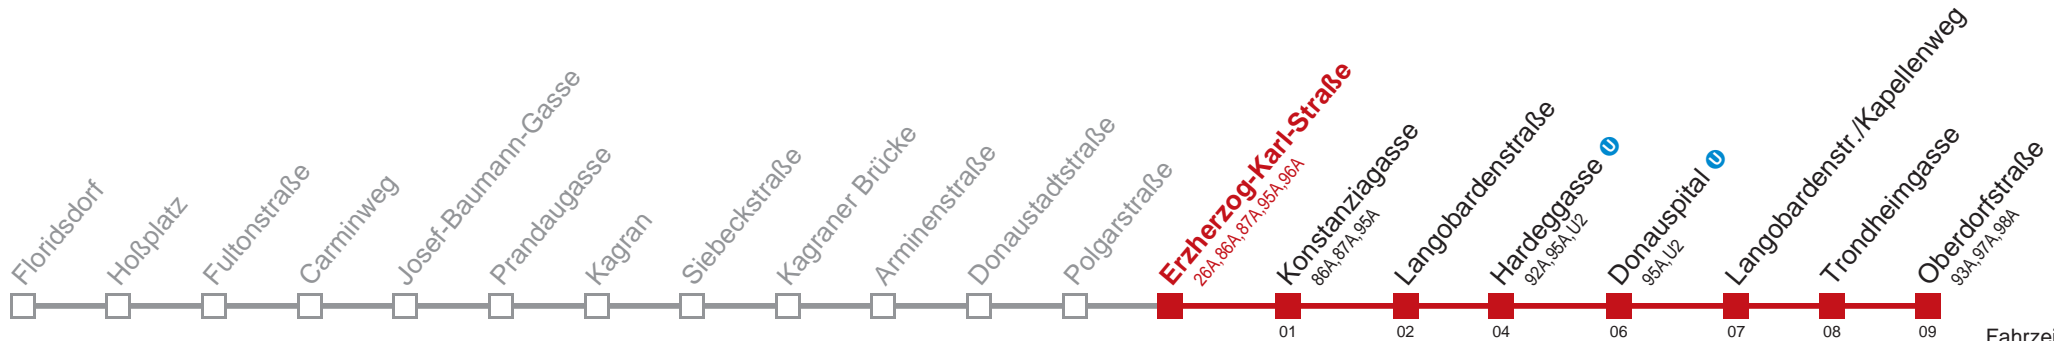 Floridsdorf
Hoßplatz
Fultonstraße
Carminweg
Josef-Baumann-Gasse
Prandaugasse
Kagran
Siebeckstraße
Kagraner Brücke
Arminenstraße
Donaustadtstraße
Polgarstraße
Erzherzog-Karl-Straße
26A,86A,87A,95A,96A
Konstanziagasse
86A,87A,95A
Langobardenstraße
Hardeggasse U
92A,95A,U2
Donauspital U
95A,U2
Langobardenstr./Kapellenweg
Trondheimgasse
Oberdorfstraße
93A,97A,98A
01 02 04 06 07 08 09
Fahrzei